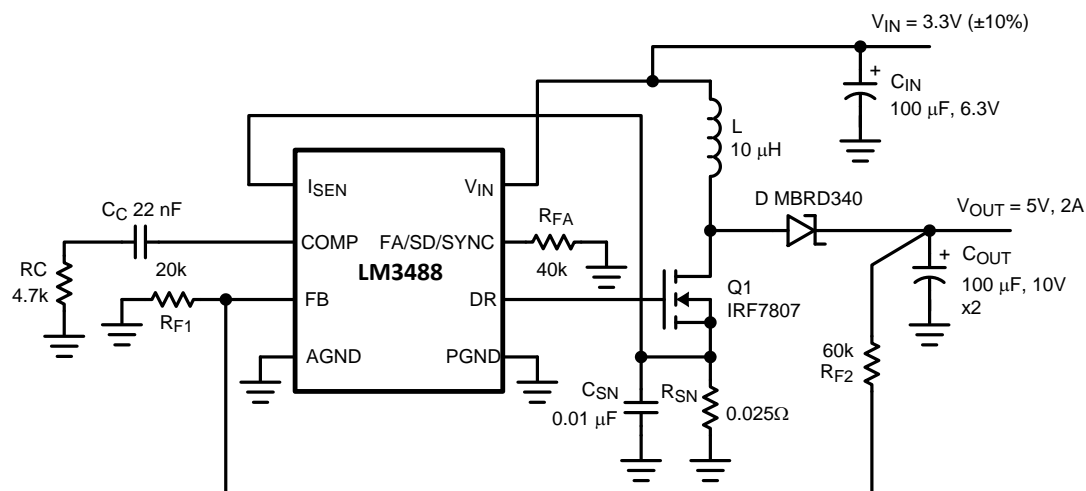 V_IN = 3.3V (±10%)
C_IN
100 μF, 6.3V
L
10 μH
I_SEN
V_IN
D MBRD340
V_OUT = 5V, 2A
C_C 22 nF
R_FA
COMP
FA/SD/SYNC
LM3488
40k
20k
RC
4.7k
C_OUT
100 μF, 10V
x2
Q1
IRF7807
FB
DR
R_F1
60k
R_F2
AGND
PGND
C_SN
0.01 μF
R_SN
0.025Ω